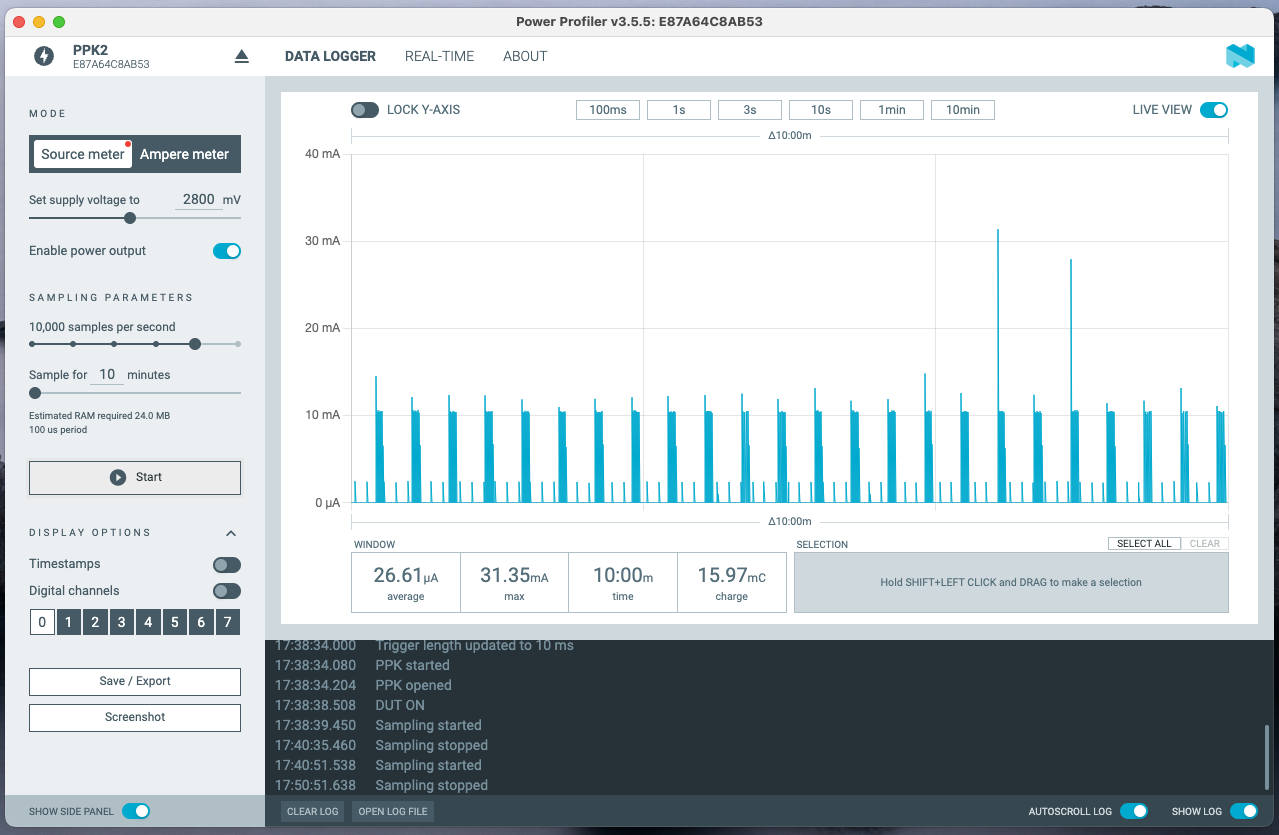 Power Profiler v3.5.5: E87A64C8AB53
PPK2
E87A64C8AB53
DATA LOGGER REAL-TIME ABOUT
MODE
Source meter Ampere meter
Set supply voltage to 2800 mV
Enable power output
SAMPLING PARAMETERS
10,000 samples per second
Sample for 10 minutes
Estimated RAM required 24.0 MB
100 us period
Start
DISPLAY OPTIONS
Timestamps
Digital channels
0 1 2 3 4 5 6 7
Save / Export
Screenshot
SHOW SIDE PANEL
LOCK Y-AXIS 100ms 1s 3s 10s 1min 10min LIVE VIEW
Δ10:00m
40 mA
30 mA
20 mA
10 mA
0 μA
Δ10:00m
WINDOW
26.61μA 31.35mA 10:00m 15.97mC
average max time charge
SELECTION SELECT ALL CLEAR
Hold SHIFT+LEFT CLICK and DRAG to make a selection
17:38:34.000 Trigger length updated to 10 ms
17:38:34.080 PPK started
17:38:34.204 PPK opened
17:38:38.508 DUT ON
17:38:39.450 Sampling started
17:40:35.460 Sampling stopped
17:40:51.538 Sampling started
17:50:51.638 Sampling stopped
CLEAR LOG OPEN LOG FILE AUTOSCROLL LOG SHOW LOG